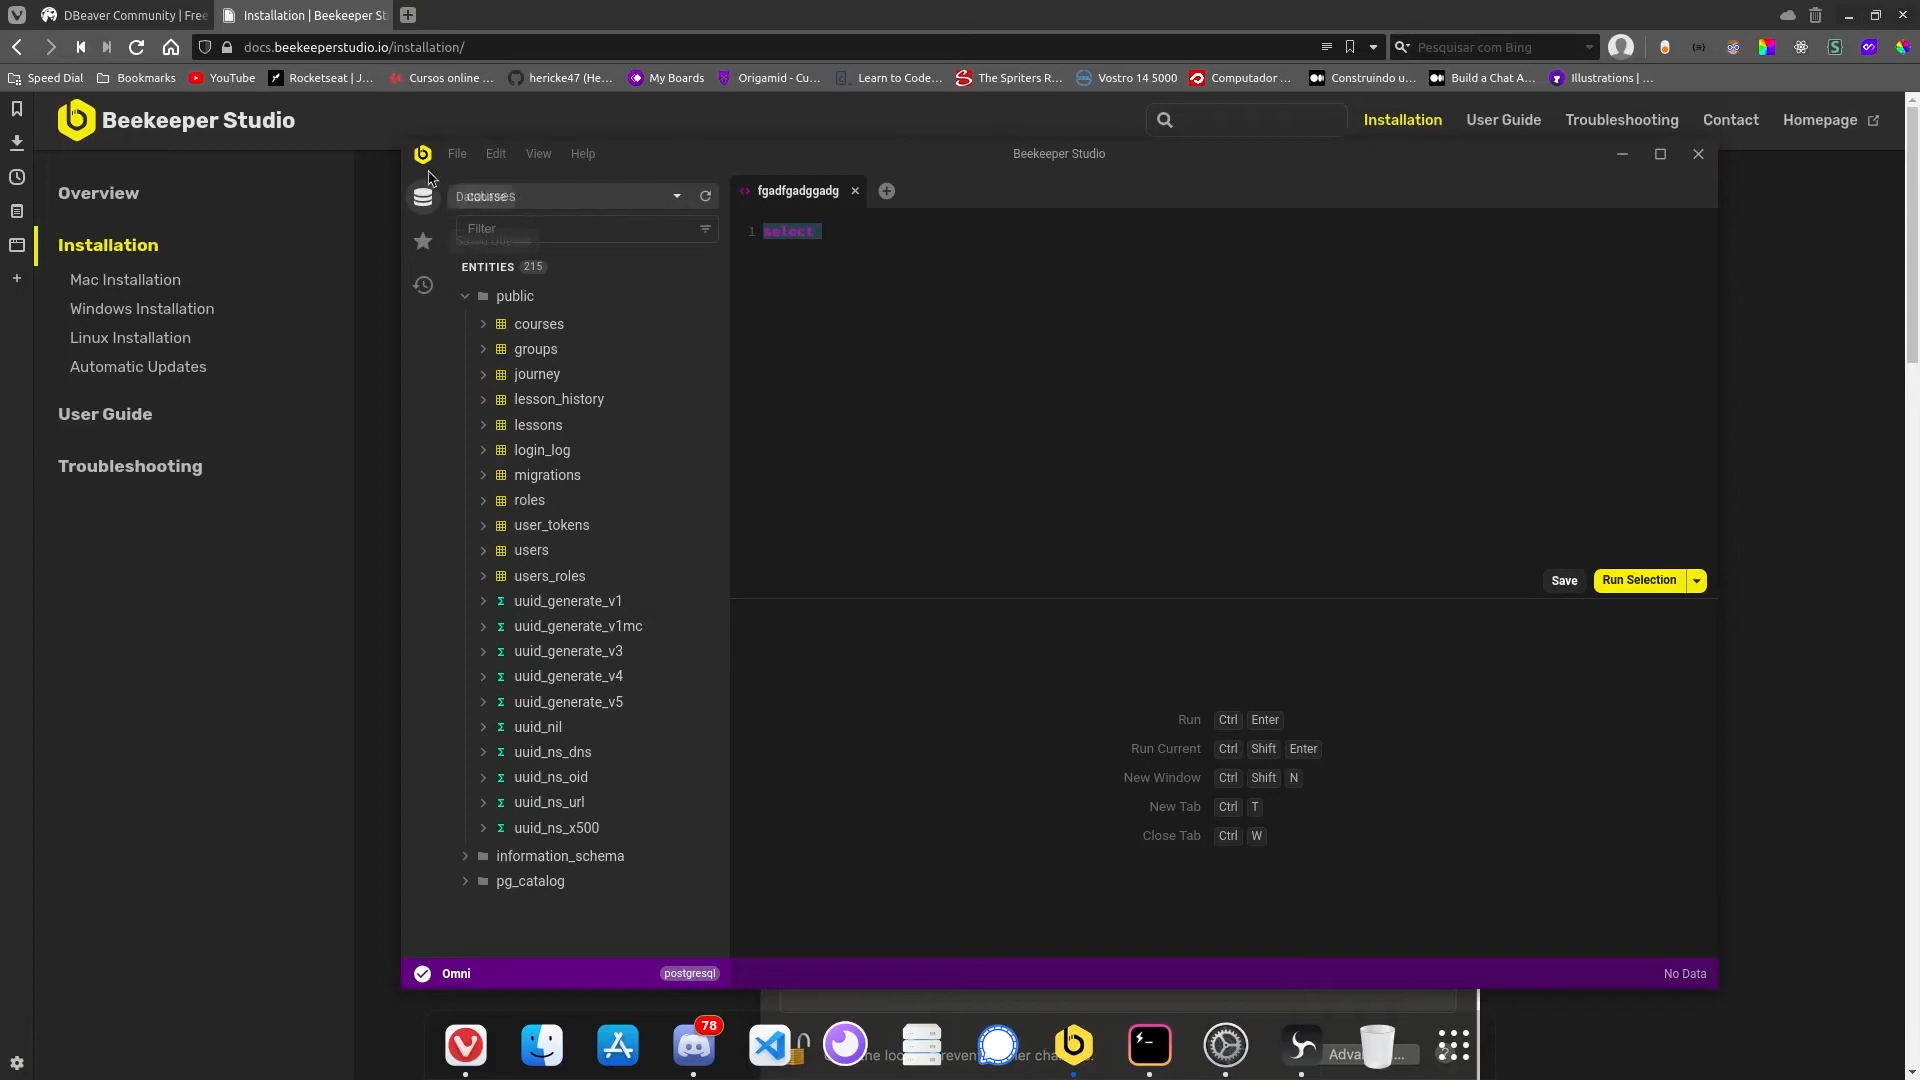 DBeaver Community | Free
Installation | Beekeeper St
docs.beekeeperstudio.io/installation/
Pesquisar com Bing
Speed Dial
Bookmarks
YouTube
Rocketseat | J...
Cursos online ...
hericke47 (He...
My Boards
Origamid - Cu...
Learn to Code...
The Spriters R...
Vostro 14 5000
Computador ...
Construindo u...
Build a Chat A...
Illustrations | ...
Beekeeper Studio
Installation
User Guide
Troubleshooting
Contact
Homepage
Overview
Installation
Mac Installation
Windows Installation
Linux Installation
Automatic Updates
User Guide
Troubleshooting
File Edit View Help
Beekeeper Studio
course
Filter
ENTITIES 215
public
courses
groups
journey
lesson_history
lessons
login_log
migrations
roles
user_tokens
users
users_roles
uuid_generate_v1
uuid_generate_v1mc
uuid_generate_v3
uuid_generate_v4
uuid_generate_v5
uuid_nil
uuid_ns_dns
uuid_ns_oid
uuid_ns_url
uuid_ns_x500
information_schema
pg_catalog
fgadfgadggadg
1 select
Save
Run Selection
Run Ctrl Enter
Run Current Ctrl Shift Enter
New Window Ctrl Shift N
New Tab Ctrl T
Close Tab Ctrl W
Omni
postgresql
No Data
78